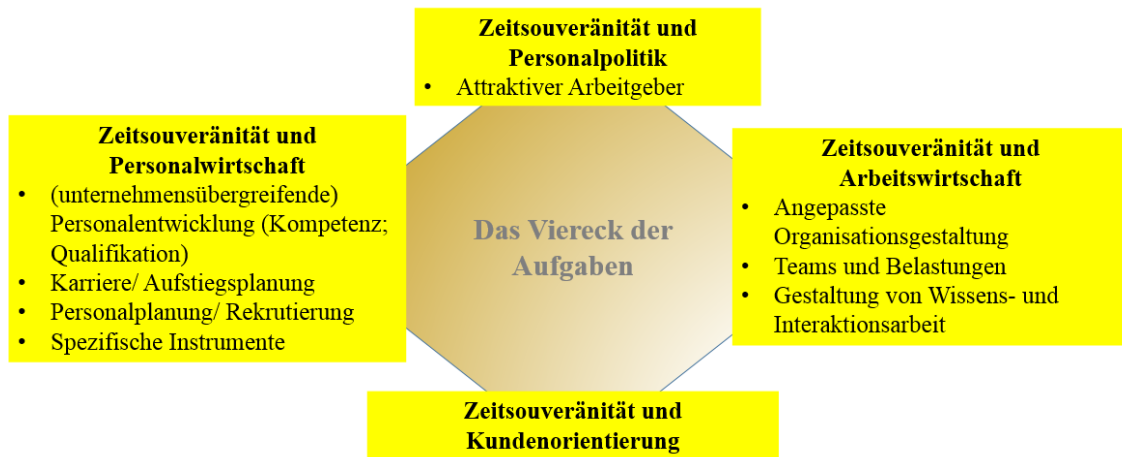 Zeitsouveränität und
Personalpolitik
• Attraktiver Arbeitgeber
Zeitsouveränität und
Personalwirtschaft
• (unternehmensübergreifende)
Personalentwicklung (Kompetenz;
Qualifikation)
• Karriere/ Aufstiegsplanung
• Personalplanung/ Rekrutierung
• Spezifische Instrumente
Das Viereck der
Aufgaben
Zeitsouveränität und
Arbeitswirtschaft
• Angepasste
Organisationsgestaltung
• Teams und Belastungen
• Gestaltung von Wissens- und
Interaktionsarbeit
Zeitsouveränität und
Kundenorientierung